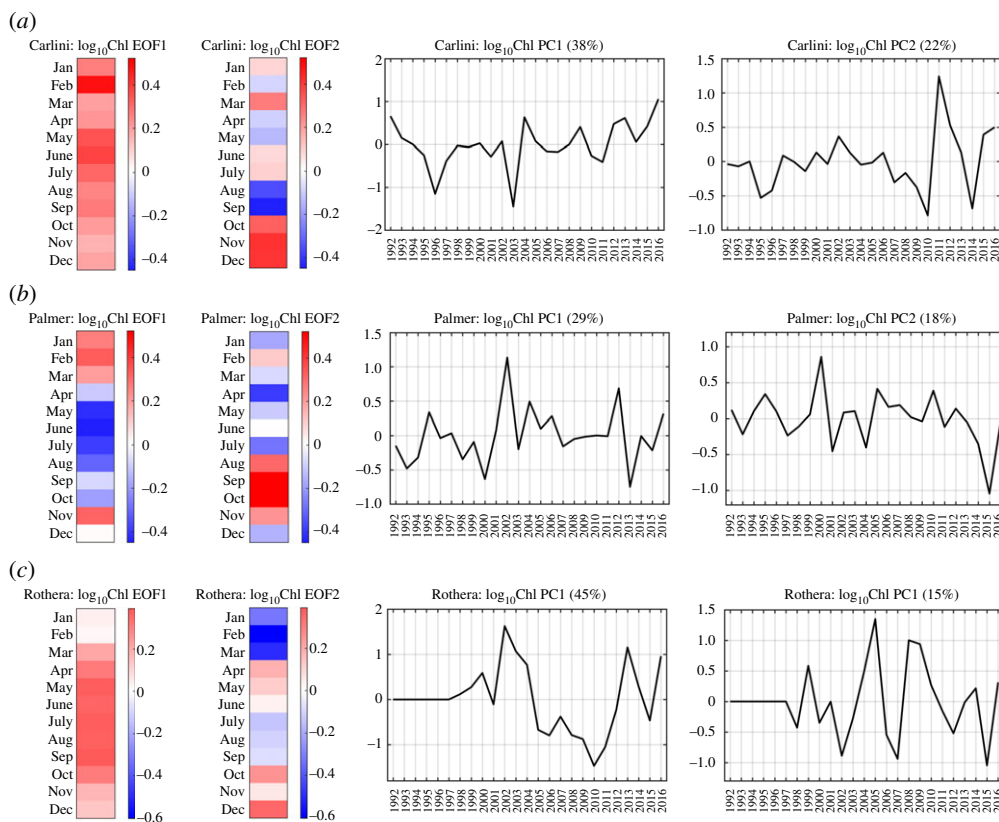 (a)
Carlini: log10Chl EOF1
Carlini: log10Chl EOF2
Carlini: log10Chl PC1 (38%)
Carlini: log10Chl PC2 (22%)
Jan
Feb
Mar
Apr
May
June
July
Aug
Sep
Oct
Nov
Dec
0.4
0.2
0
−0.2
−0.4
Jan
Feb
Mar
Apr
May
June
July
Aug
Sep
Oct
Nov
Dec
0.4
0.2
0
−0.2
−0.4
2
1
0
−1
−2
1992 1993 1994 1995 1996 1997 1998 1999 2000 2001 2002 2003 2004 2005 2006 2007 2008 2009 2010 2011 2012 2013 2014 2015 2016
1.5
1.0
0.5
0
−0.5
−1.0
1992 1993 1994 1995 1996 1997 1998 1999 2000 2001 2002 2003 2004 2005 2006 2007 2008 2009 2010 2011 2012 2013 2014 2015 2016
(b)
Palmer: log10Chl EOF1
Palmer: log10Chl EOF2
Palmer: log10Chl PC1 (29%)
Palmer: log10Chl PC2 (18%)
Jan
Feb
Mar
Apr
May
June
July
Aug
Sep
Oct
Nov
Dec
0.4
0.2
0
−0.2
−0.4
Jan
Feb
Mar
Apr
May
June
July
Aug
Sep
Oct
Nov
Dec
0.4
0.2
0
−0.2
−0.4
1.5
1.0
0.5
0
−0.5
−1.0
1992 1993 1994 1995 1996 1997 1998 1999 2000 2001 2002 2003 2004 2005 2006 2007 2008 2009 2010 2011 2012 2013 2014 2015 2016
1.5
1.0
0.5
0
−0.5
−1.0
1992 1993 1994 1995 1996 1997 1998 1999 2000 2001 2002 2003 2004 2005 2006 2007 2008 2009 2010 2011 2012 2013 2014 2015 2016
(c)
Rothera: log10Chl EOF1
Rothera: log10Chl EOF2
Rothera: log10Chl PC1 (45%)
Rothera: log10Chl PC1 (15%)
Jan
Feb
Mar
Apr
May
June
July
Aug
Sep
Oct
Nov
Dec
0.2
0
−0.2
−0.4
−0.6
Jan
Feb
Mar
Apr
May
June
July
Aug
Sep
Oct
Nov
Dec
0.2
0
−0.2
−0.4
−0.6
2
1
0
−1
1992 1993 1994 1995 1996 1997 1998 1999 2000 2001 2002 2003 2004 2005 2006 2007 2008 2009 2010 2011 2012 2013 2014 2015 2016
1.5
1.0
0.5
0
−0.5
−1.0
1992 1993 1994 1995 1996 1997 1998 1999 2000 2001 2002 2003 2004 2005 2006 2007 2008 2009 2010 2011 2012 2013 2014 2015 2016